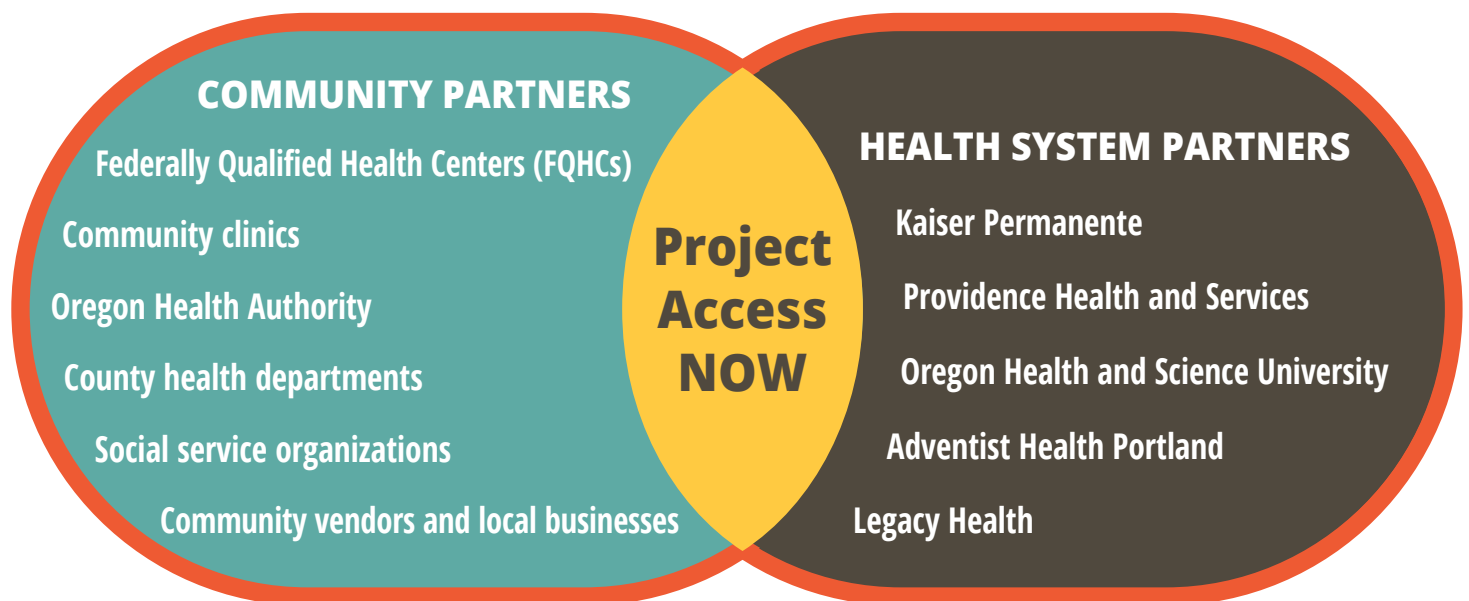 COMMUNITY PARTNERS
Federally Qualified Health Centers (FQHCs)
Community clinics
Oregon Health Authority
County health departments
Social service organizations
Community vendors and local businesses
Project
Access
NOW
HEALTH SYSTEM PARTNERS
Kaiser Permanente
Providence Health and Services
Oregon Health and Science University
Adventist Health Portland
Legacy Health